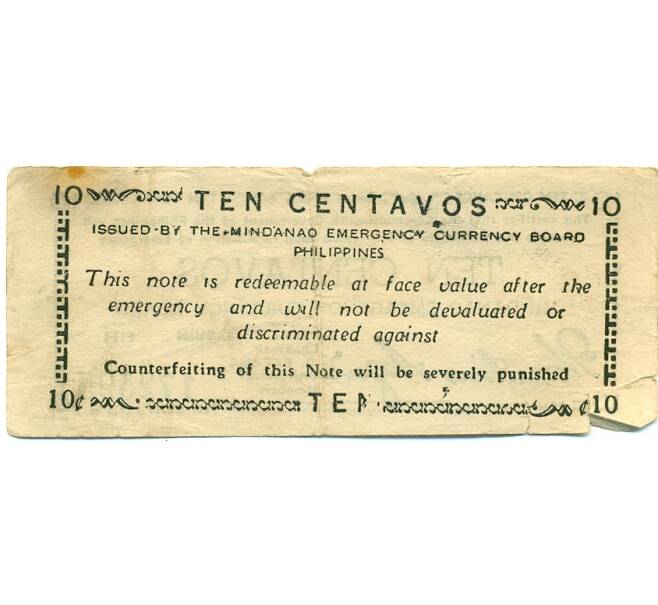 10 TEN CENTAVOS 10
ISSUED BY THE MINDANAO EMERGENCY CURRENCY BOARD
PHILIPPINES
This note is redeemable at face value after the
emergency and will not be devaluated or
discriminated against
Counterfeiting of this Note will be severely punished
10¢ TEN ¢10